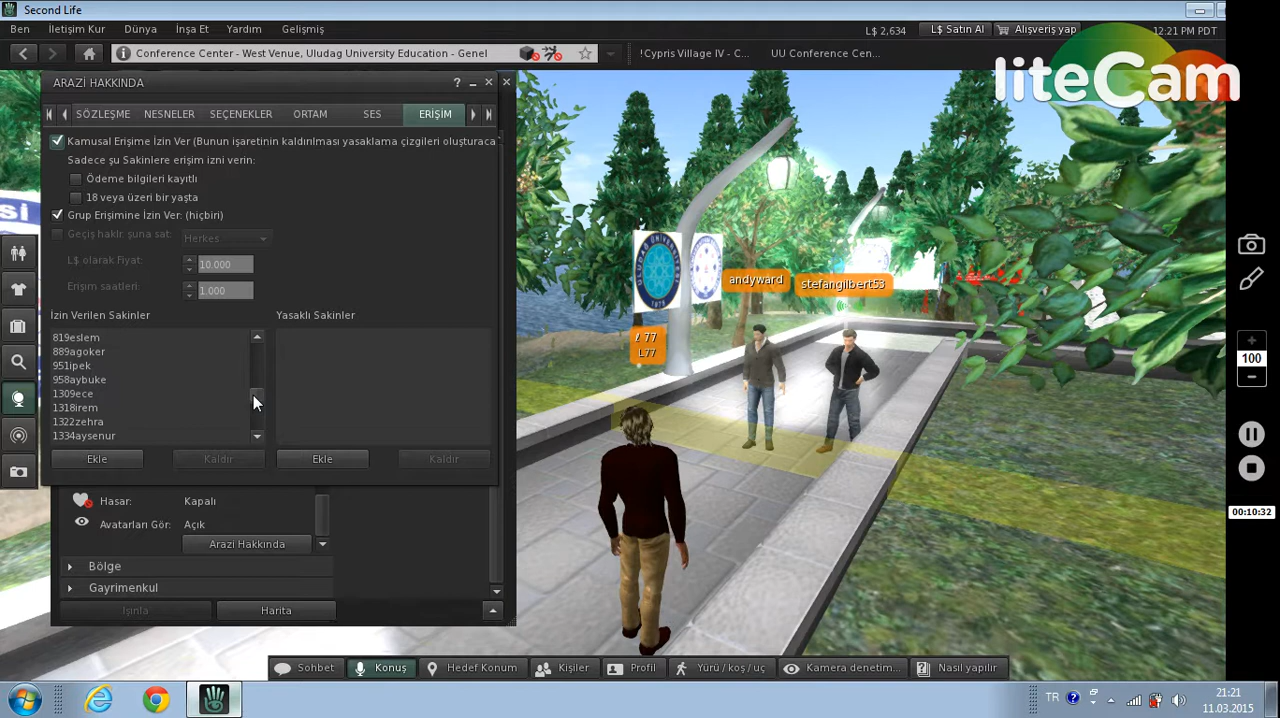 Second Life
Ben İletişim Kur Dünya İnşa Et Yardım Gelişmiş
L$ 2,634 L$ Satın Al Alışveriş yap 12:21 PM PDT
Conference Center - West Venue, Uludag University Education - Genel !Cypris Village IV - C... UU Conference Cen...
liteCam
ARAZİ HAKKINDA
SÖZLEŞME NESNELER SEÇENEKLER ORTAM SES ERİŞİM
Kamusal Erişime İzin Ver (Bunun işaretinin kaldırılması yasaklama çizgileri oluşturaca
Sadece şu Sakinlere erişim izni verin:
Ödeme bilgileri kayıtlı
18 veya üzeri bir yaşta
Grup Erişimine İzin Ver: (hiçbiri)
Geçiş haklr. şuna sat: Herkes
L$ olarak Fiyat: 10.000
Erişim saatleri: 1.000
İzin Verilen Sakinler Yasaklı Sakinler
819eslem
889agoker
951ipek
958aybuke
1309ece
1318irem
1322zehra
1334aysenur
Ekle Kaldır Ekle Kaldır
Hasar: Kapalı
Avatarları Gör: Açık
Arazi Hakkında
Bölge
Gayrimenkul
Işınla Harita
andyward
stefangilbert53
ℓ 77
L77
ULUDAĞ ÜNİVERSİTESİ
1975
100
00:10:32
Sohbet Konuş Hedef Konum Kişiler Profil Yürü / koş / uç Kamera denetim... Nasıl yapılır
TR 21:21
11.03.2015